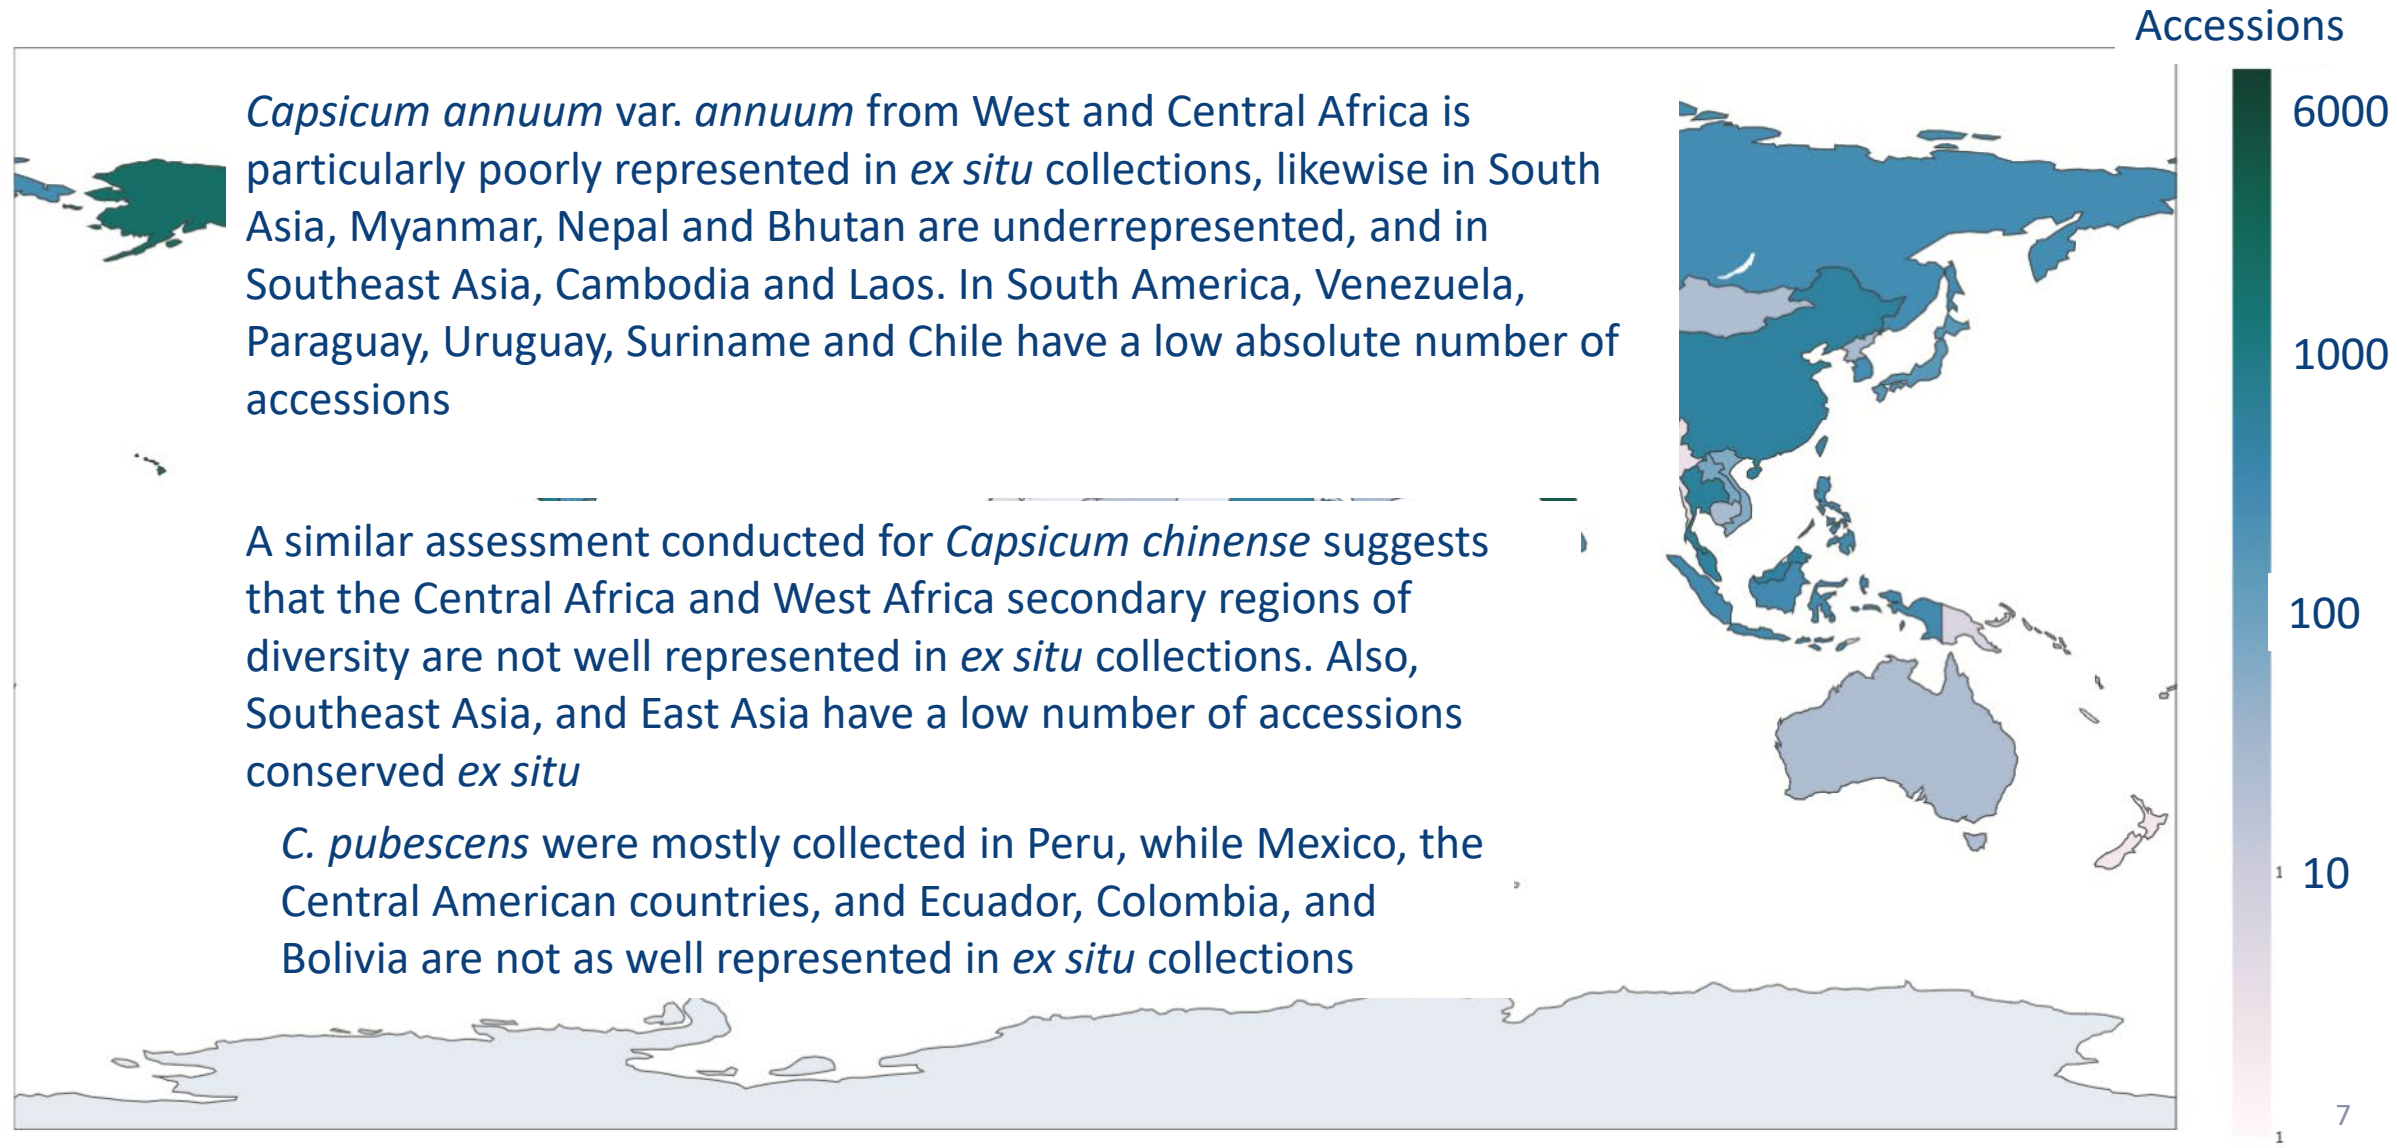 Accessions
Capsicum annuum var. annuum from West and Central Africa is
particularly poorly represented in ex situ collections, likewise in South
Asia, Myanmar, Nepal and Bhutan are underrepresented, and in
Southeast Asia, Cambodia and Laos. In South America, Venezuela,
Paraguay, Uruguay, Suriname and Chile have a low absolute number of
accessions
A similar assessment conducted for Capsicum chinense suggests
that the Central Africa and West Africa secondary regions of
diversity are not well represented in ex situ collections. Also,
Southeast Asia, and East Asia have a low number of accessions
conserved ex situ
C. pubescens were mostly collected in Peru, while Mexico, the
Central American countries, and Ecuador, Colombia, and
Bolivia are not as well represented in ex situ collections
6000
1000
100
1 10
7
1